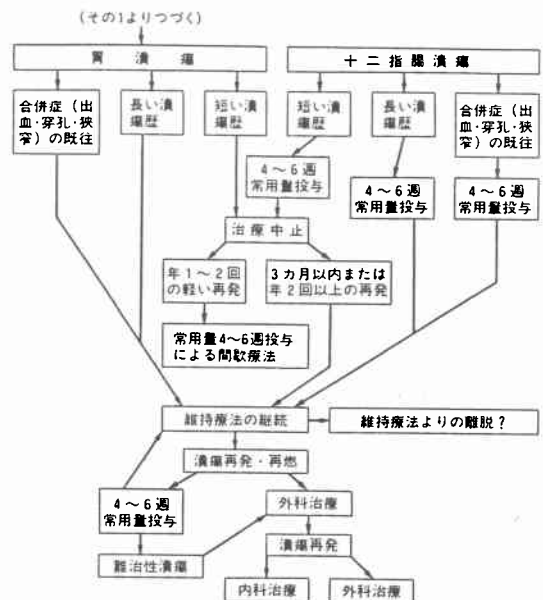 (その1よりつづく)
胃潰瘍
十二指腸潰瘍
合併症（出
血・穿孔・狭
窄）の既往
長い潰
瘍歴
短い潰
瘍歴
短い潰
瘍歴
長い潰
瘍歴
合併症（出
血・穿孔・狭
窄）の既往
4～6週
常用量投与
4～6週
常用量投与
4～6週
常用量投与
治療中止
年1～2回
の軽い再発
3カ月以内または
年2回以上の再発
常用量4～6週投与
による間歇療法
維持療法の継続
維持療法よりの離脱？
潰瘍再発・再燃
4～6週
常用量投与
外科治療
難治性潰瘍
潰瘍再発
内科治療
外科治療